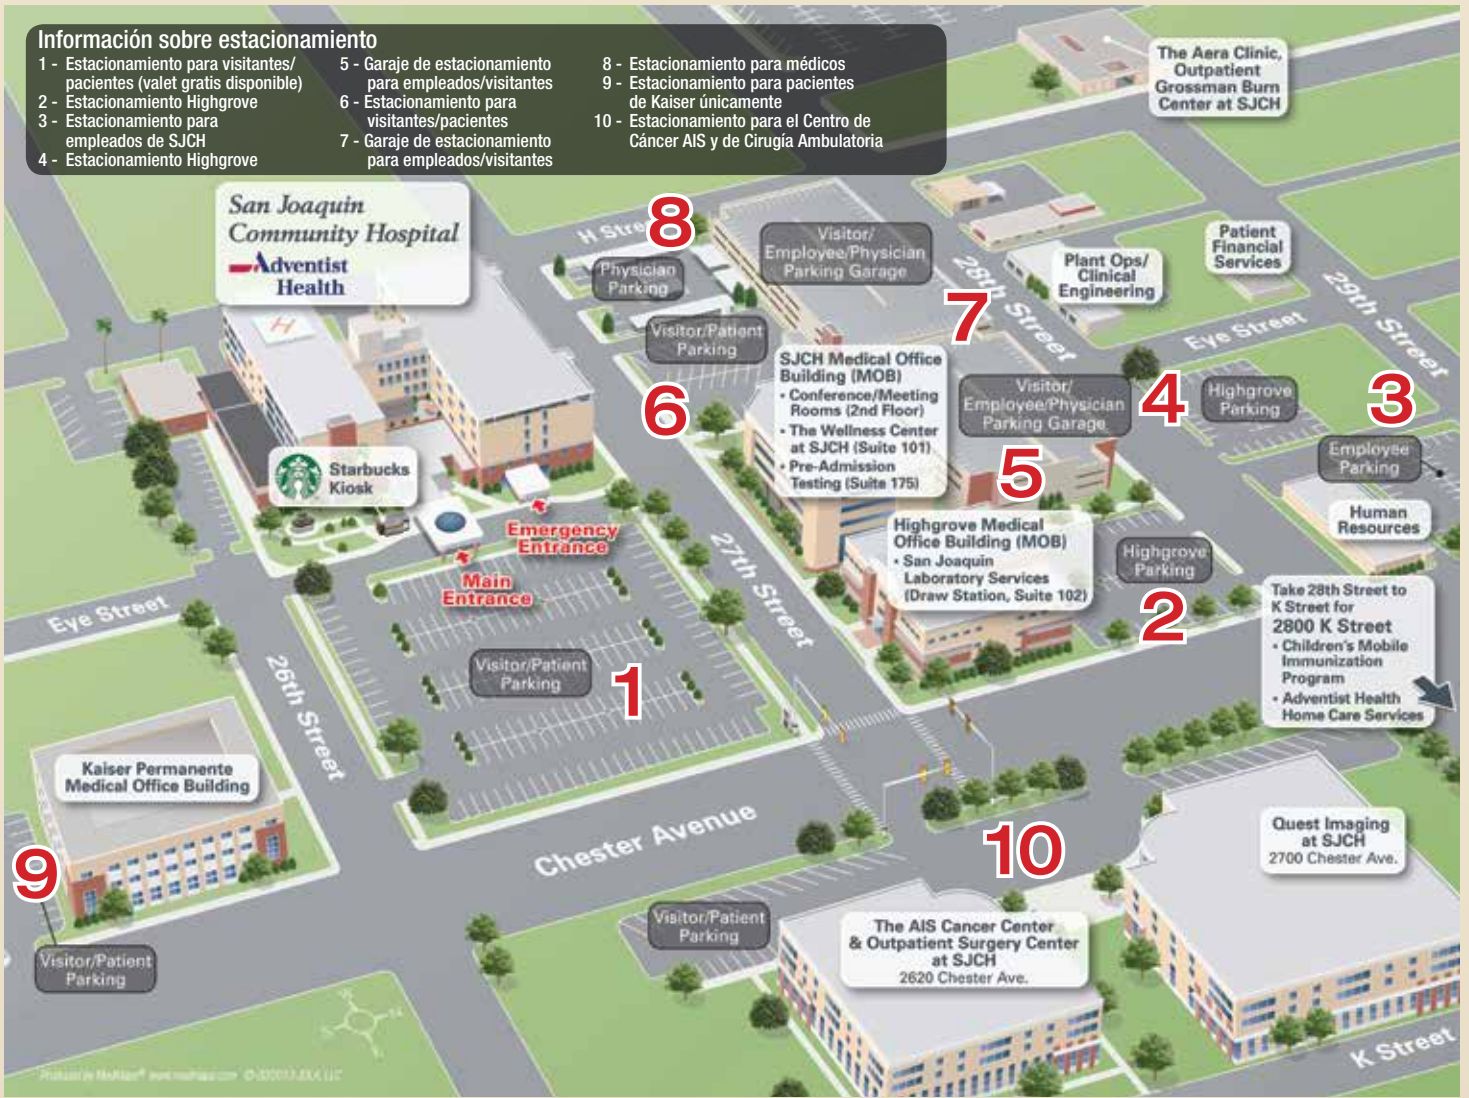 Información sobre estacionamiento
1 - Estacionamiento para visitantes/
pacientes (valet gratis disponible)
2 - Estacionamiento Highgrove
3 - Estacionamiento para
empleados de SJCH
4 - Estacionamiento Highgrove
5 - Garaje de estacionamiento
para empleados/visitantes
6 - Estacionamiento para
visitantes/pacientes
7 - Garaje de estacionamiento
para empleados/visitantes
8 - Estacionamiento para médicos
9 - Estacionamiento para pacientes
de Kaiser únicamente
10 - Estacionamiento para el Centro de
Cáncer AIS y de Cirugía Ambulatoria
The Aera Clinic,
Outpatient
Grossman Burn
Center at SJCH
San Joaquin
Community Hospital
Adventist
Health
H Street
8
Physician
Parking
Visitor/
Employee/Physician
Parking Garage
28th Street
7
Plant Ops/
Clinical
Engineering
Patient
Financial
Services
29th Street
Eye Street
H
Visitor/Patient
Parking
6
SJCH Medical Office
Building (MOB)
• Conference/Meeting
Rooms (2nd Floor)
• The Wellness Center
at SJCH (Suite 101)
• Pre-Admission
Testing (Suite 175)
Visitor/
Employee/Physician
Parking Garage
5
4
Highgrove
Parking
3
Employee
Parking
Human
Resources
Starbucks
Kiosk
Emergency
Entrance
Main
Entrance
27th Street
Highgrove Medical
Office Building (MOB)
• San Joaquin
Laboratory Services
(Draw Station, Suite 102)
Highgrove
Parking
2
Take 28th Street to
K Street for
2800 K Street
• Children's Mobile
Immunization
Program
• Adventist Health
Home Care Services
Eye Street
26th Street
Visitor/Patient
Parking
1
Kaiser Permanente
Medical Office Building
9
Visitor/Patient
Parking
Chester Avenue
10
Quest Imaging
at SJCH
2700 Chester Ave.
Visitor/Patient
Parking
The AIS Cancer Center
& Outpatient Surgery Center
at SJCH
2620 Chester Ave.
K Street